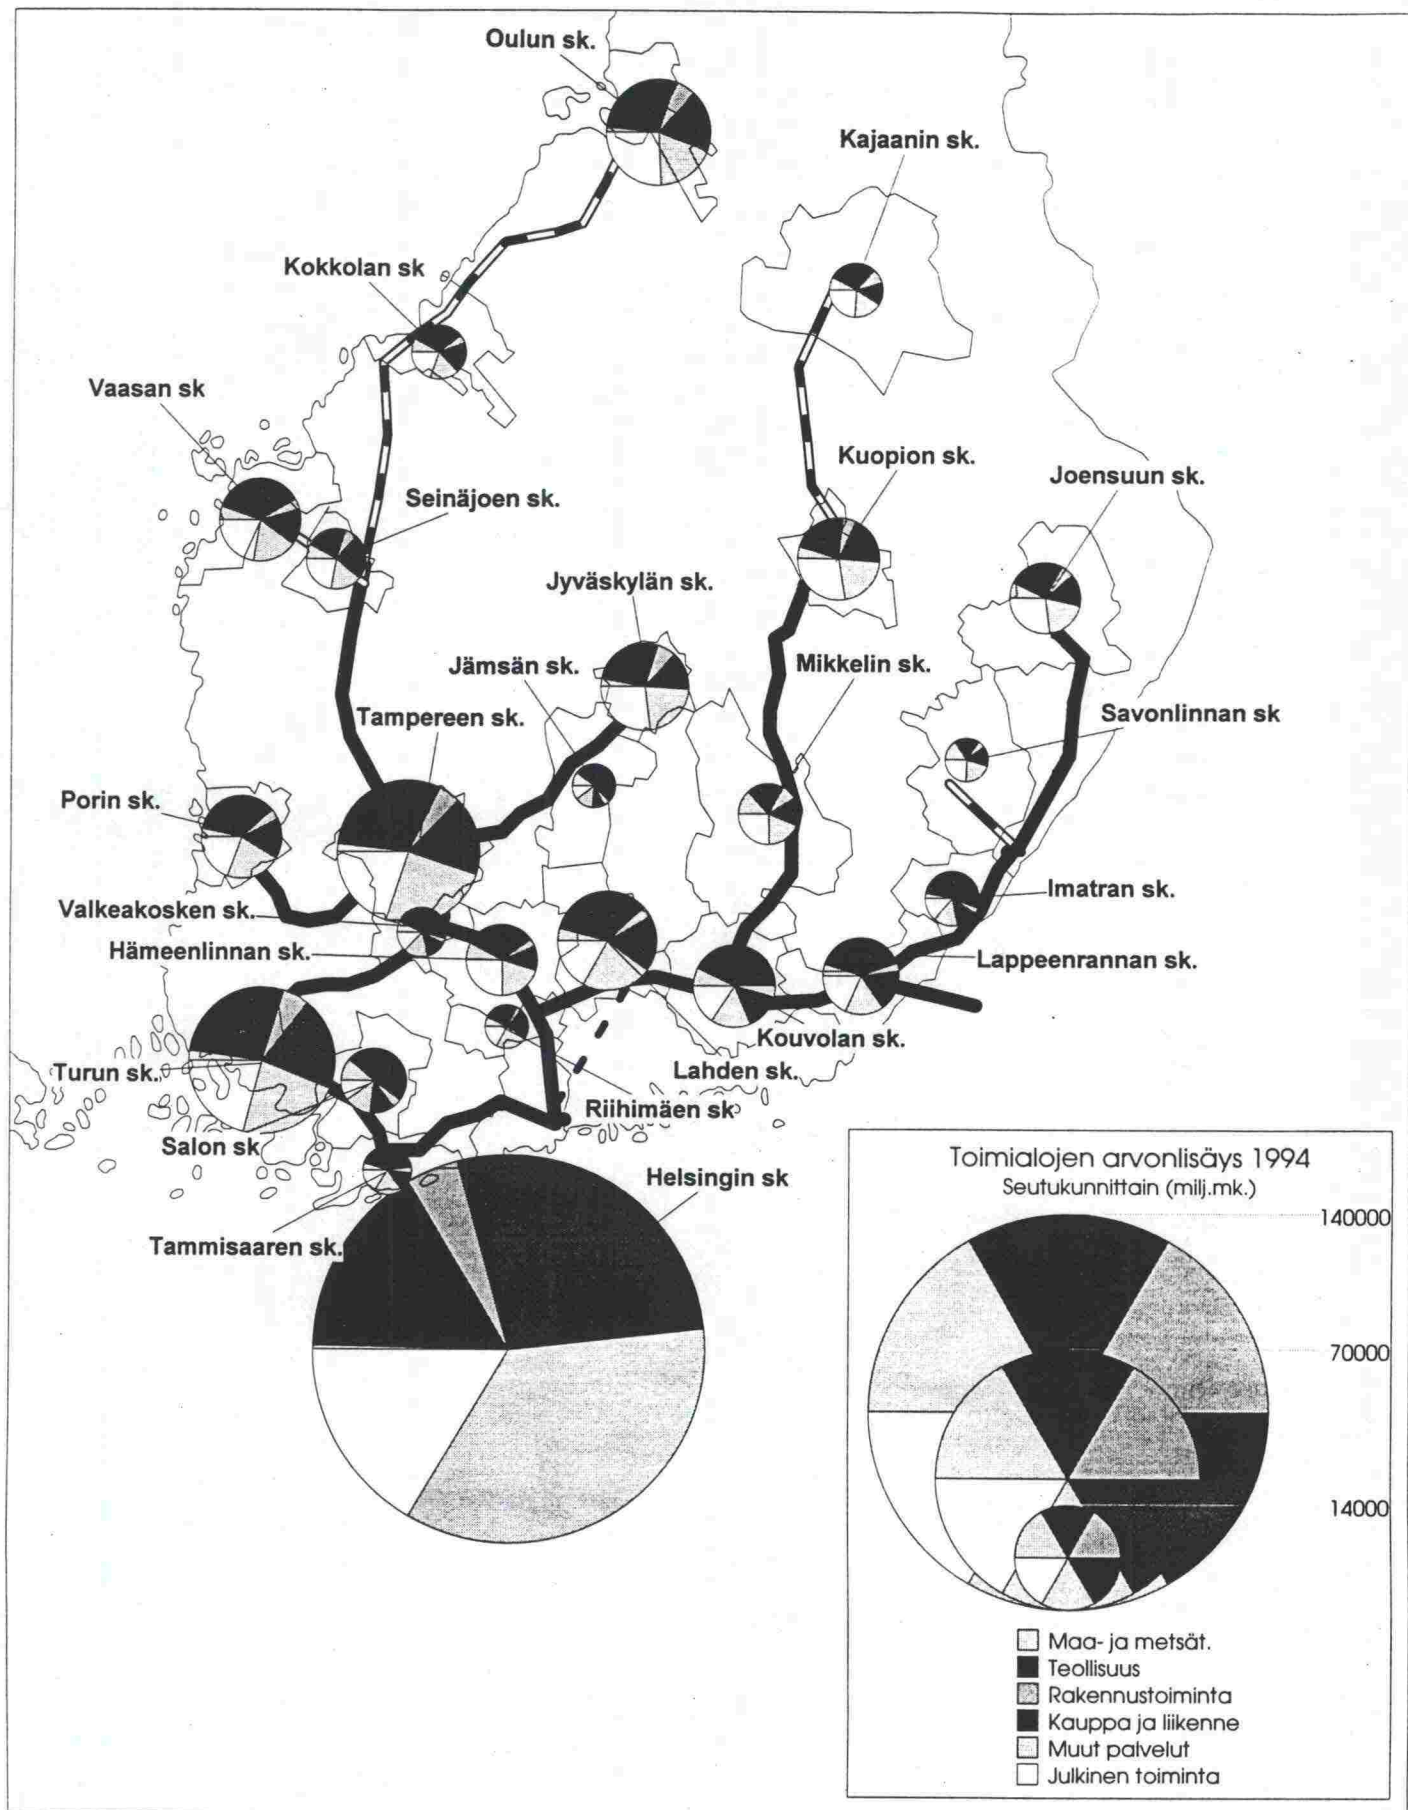 Oulun sk.
Kajaanin sk.
Kokkolan sk
Vaasan sk
Kuopion sk.
Joensuun sk.
Seinäjoen sk.
Jyväskylän sk.
Jämsän sk.
Mikkelin sk.
Tampereen sk.
Savonlinnan sk
Porin sk.
Imatran sk.
Valkeakosken sk.
Hämeenlinnan sk.
Lappeenrannan sk.
Kouvolan sk.
Lahden sk.
Turun sk.
Riihimäen sk
Salon sk
Helsingin sk
Tammisaaren sk.
Toimialojen arvonlisäys 1994
Seutukunnittain (milj.mk.)
140000
70000
14000
Maa- ja metsät.
Teollisuus
Rakennustoiminta
Kauppa ja liikenne
Muut palvelut
Julkinen toiminta